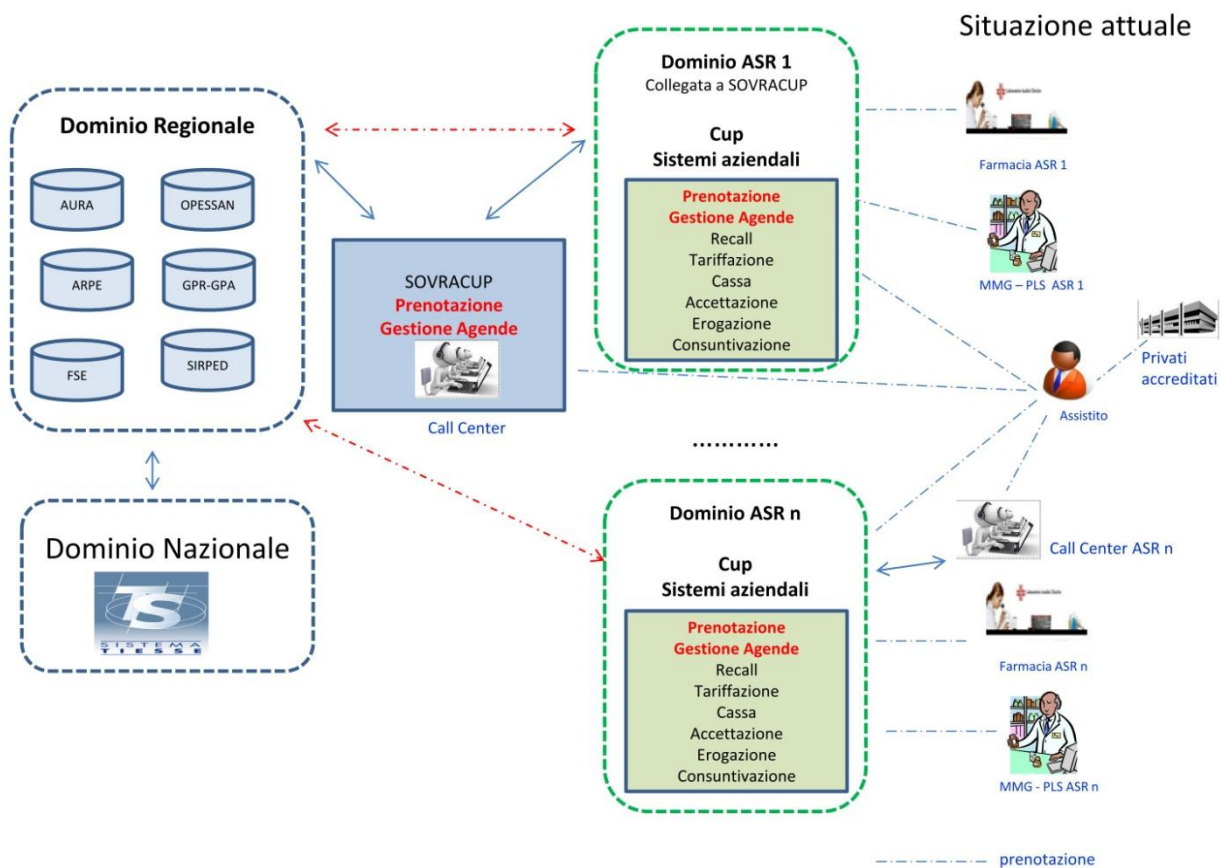 Situazione attuale
Dominio Regionale
AURA
OPESSAN
ARPE
GPR-GPA
FSE
SIRPED
Dominio Nazionale
TS
SISTEMA
TIESSE
SOVRACUP
Prenotazione
Gestione Agende
Call Center
Dominio ASR 1
Collegata a SOVRACUP
Cup
Sistemi aziendali
Prenotazione
Gestione Agende
Recall
Tariffazione
Cassa
Accettazione
Erogazione
Consuntivazione
............
Dominio ASR n
Cup
Sistemi aziendali
Prenotazione
Gestione Agende
Recall
Tariffazione
Cassa
Accettazione
Erogazione
Consuntivazione
Farmacia ASR 1
MMG – PLS ASR 1
Privati
accreditati
Assistito
Call Center ASR n
Farmacia ASR n
MMG - PLS ASR n
prenotazione